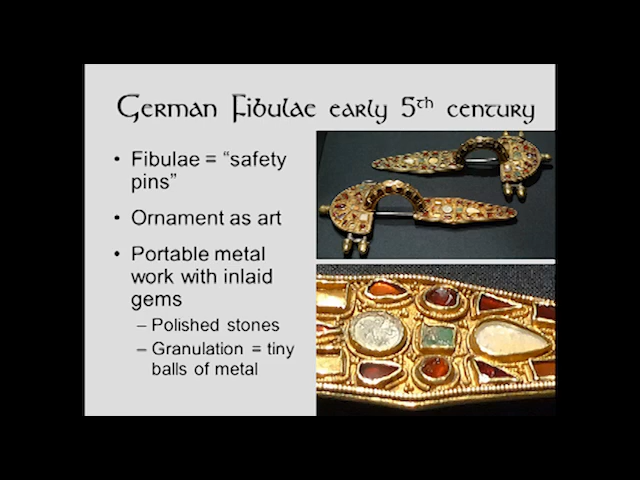 German Fibulae early 5th century
• Fibulae = “safety
pins”
• Ornament as art
• Portable metal
work with inlaid
gems
– Polished stones
– Granulation = tiny
balls of metal